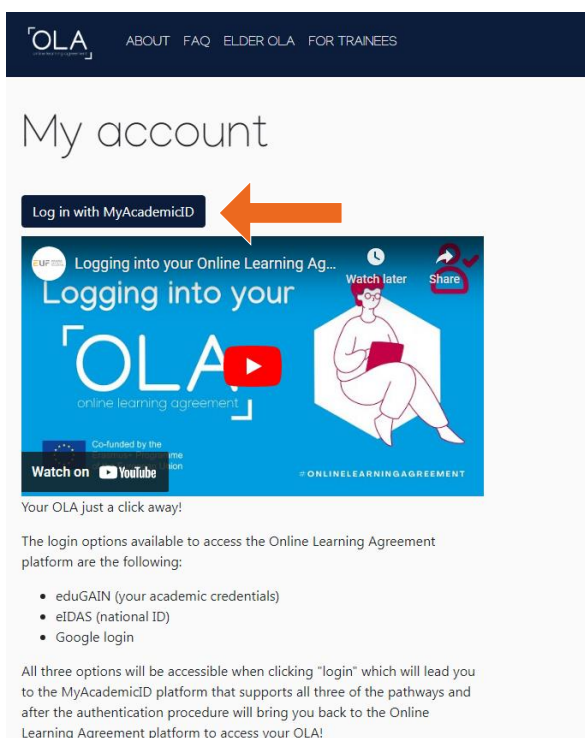 OLA
ABOUT FAQ ELDER OLA FOR TRAINEES
My account
Log in with MyAcademicID
EUF
Logging into your Online Learning Ag...
Watch later
Share
Logging into your
OLA
online learning agreement
Co-funded by the
Erasmus+ Programme
Union
Watch on YouTube
#ONLINELEARNINGAGREEMENT
Your OLA just a click away!
The login options available to access the Online Learning Agreement
platform are the following:
• eduGAIN (your academic credentials)
• eIDAS (national ID)
• Google login
All three options will be accessible when clicking "login" which will lead you
to the MyAcademicID platform that supports all three of the pathways and
after the authentication procedure will bring you back to the Online
Learning Agreement platform to access your OLA!